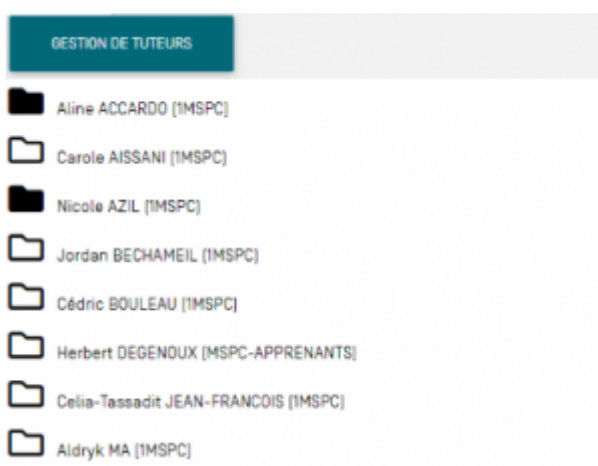 GESTION DE TUTEURS
Aline ACCARDO [1MSPC]
Carole AISSANI [1MSPC]
Nicole AZIL [1MSPC]
Jordan BECHAMEIL [1MSPC]
Cédric BOULEAU [1MSPC]
Herbert DEGENOUX [MSPC-APPRENANTS]
Celia-Tassadit JEAN-FRANCOIS [1MSPC]
Aldryk MA [1MSPC]